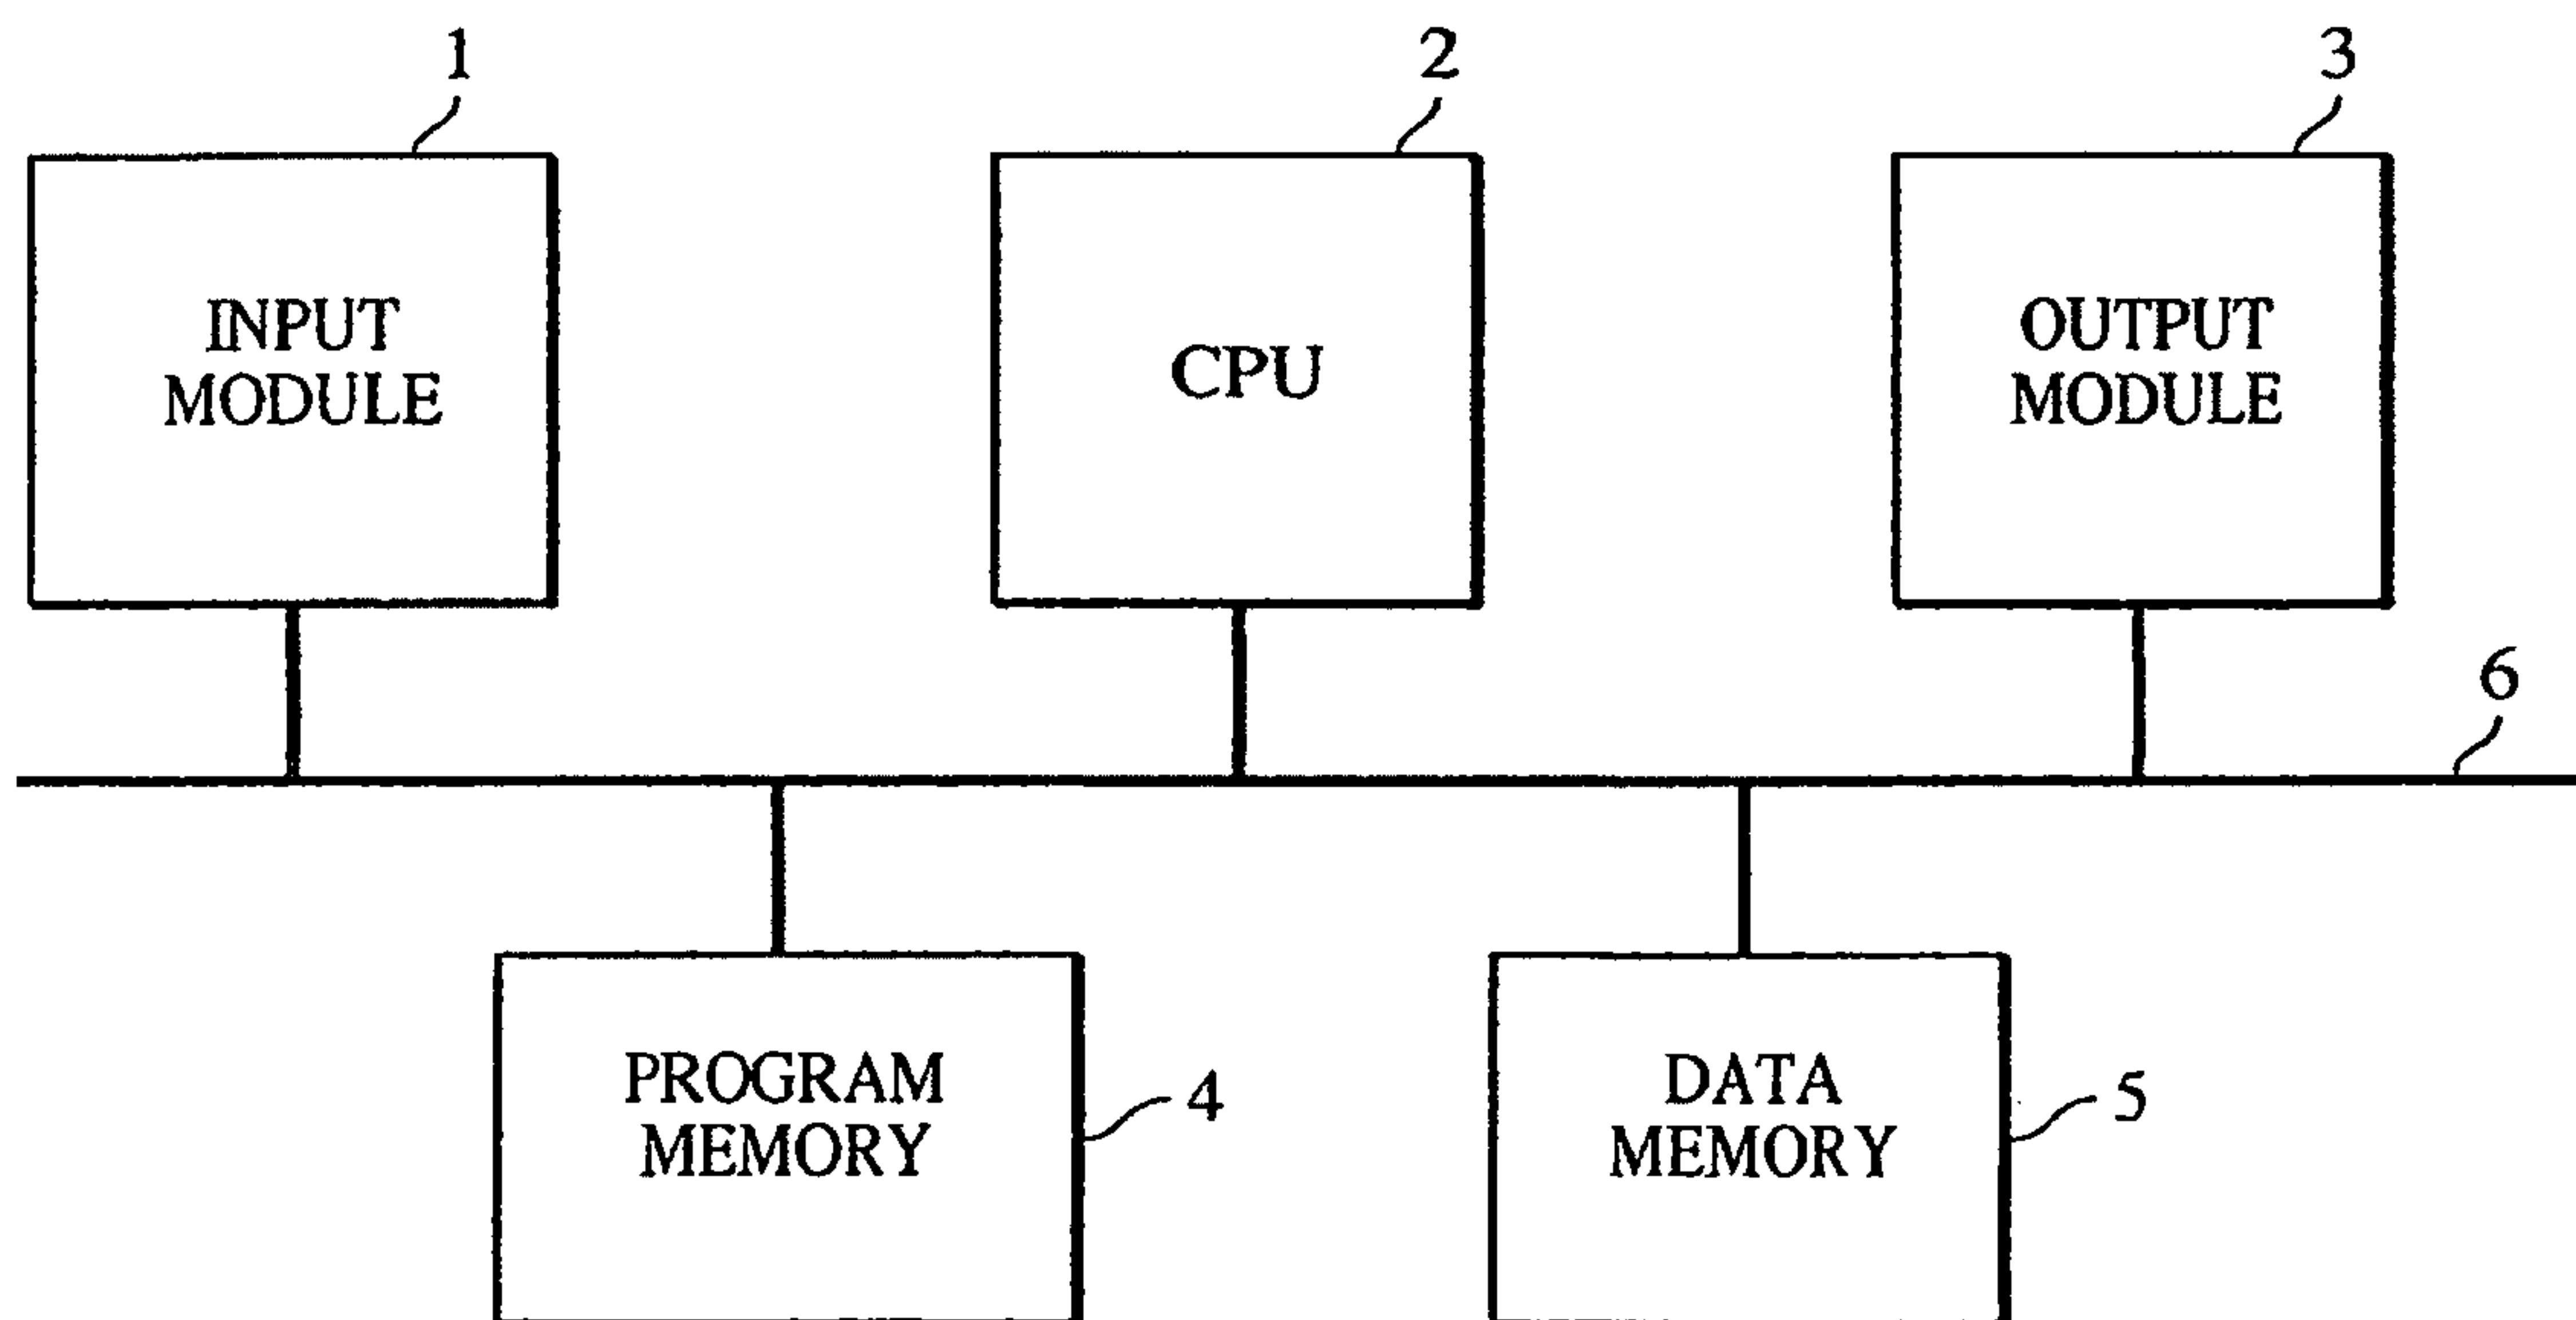 1
2
3
INPUT
MODULE
CPU
OUTPUT
MODULE
6
PROGRAM
MEMORY
4
DATA
MEMORY
5